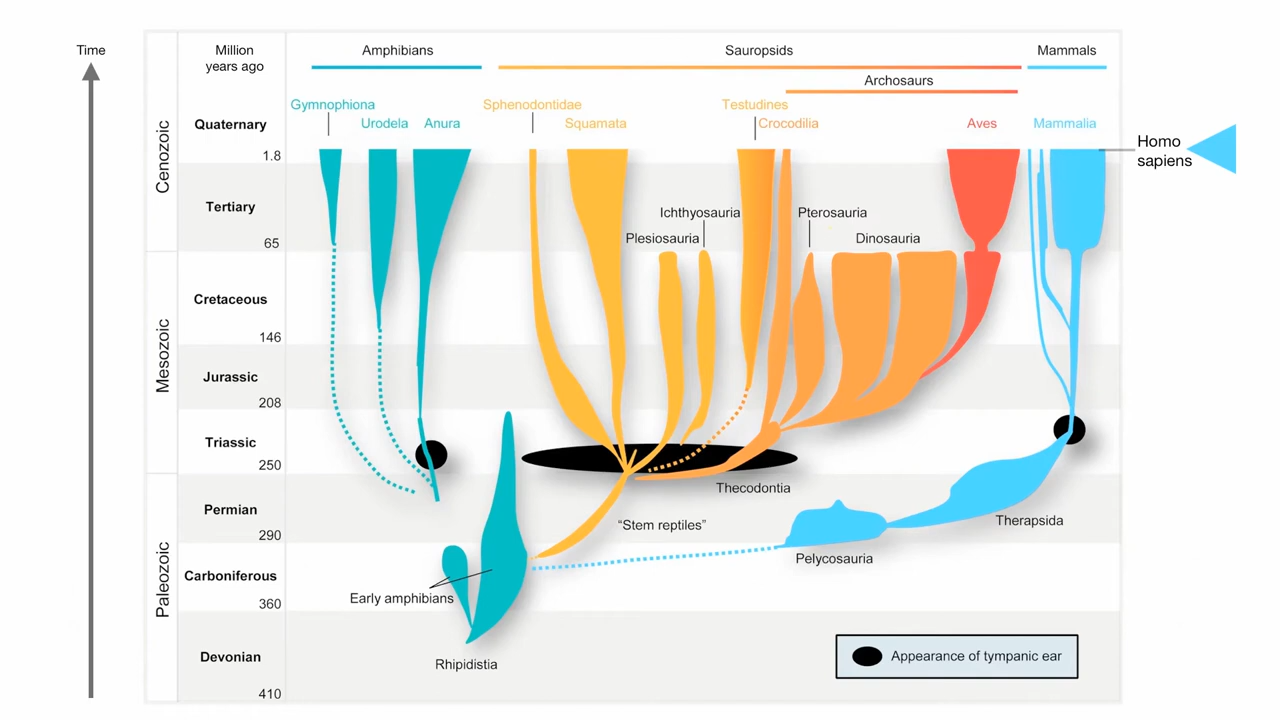 Time
Million
years ago
Amphibians
Sauropsids
Mammals
Archosaurs
Gymnophiona
Urodela
Anura
Sphenodontidae
Squamata
Testudines
Crocodilia
Aves
Mammalia
Homo
sapiens
Cenozoic
Quaternary
1.8
Tertiary
65
Ichthyosauria
Plesiosauria
Pterosauria
Dinosauria
Mesozoic
Cretaceous
146
Jurassic
208
Triassic
250
Thecodontia
Paleozoic
Permian
290
“Stem reptiles”
Therapsida
Pelycosauria
Carboniferous
360
Early amphibians
Devonian
410
Rhipidistia
Appearance of tympanic ear